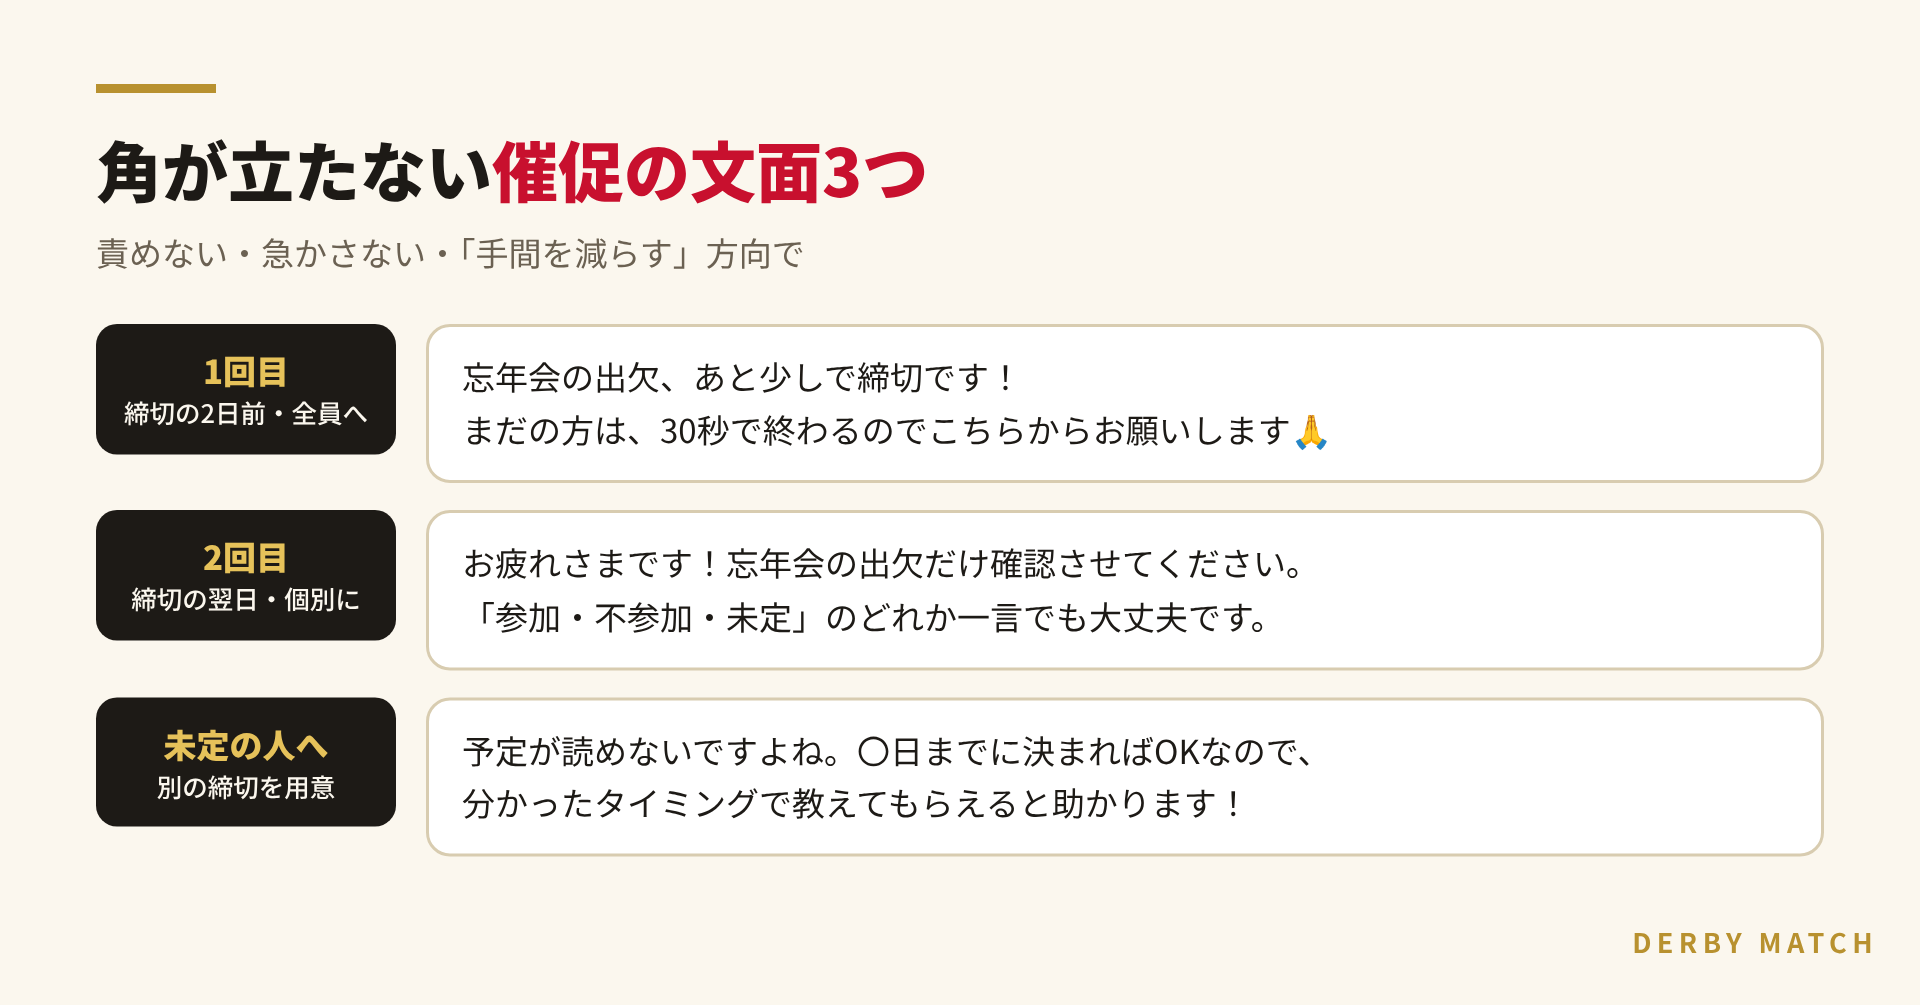 角が立たない催促の文面3つ
責めない・急かさない・「手間を減らす」方向で
1回目
締切の2日前・全員へ
忘年会の出欠、あと少しで締切です！
まだの方は、30秒で終わるのでこちらからお願いします🙏
2回目
締切の翌日・個別に
お疲れさまです！忘年会の出欠だけ確認させてください。
「参加・不参加・未定」のどれか一言でも大丈夫です。
未定の人へ
別の締切を用意
予定が読めないですよね。〇日までに決まればOKなので、
分かったタイミングで教えてもらえると助かります！
DERBY MATCH